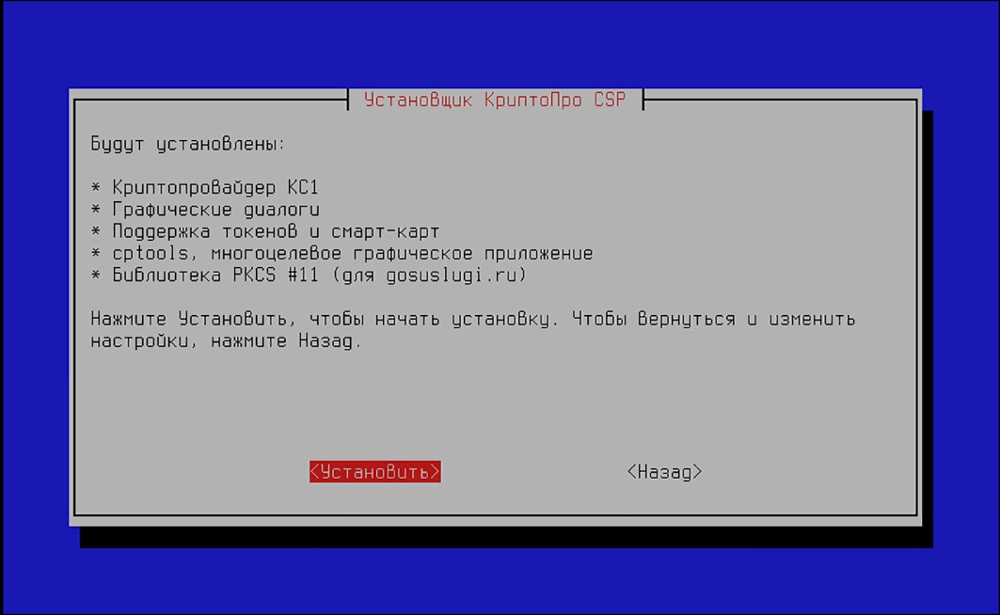 Установщик КриптоПро CSP
Будут установлены:
* Криптопровайдер КС1
* Графические диалоги
* Поддержка токенов и смарт-карт
* cptools, многоцелевое графическое приложение
* Библиотека PKCS #11 (для gosuslugi.ru)
Нажмите Установить, чтобы начать установку. Чтобы вернуться и изменить
настройки, нажмите Назад.
<Установить> <Назад>